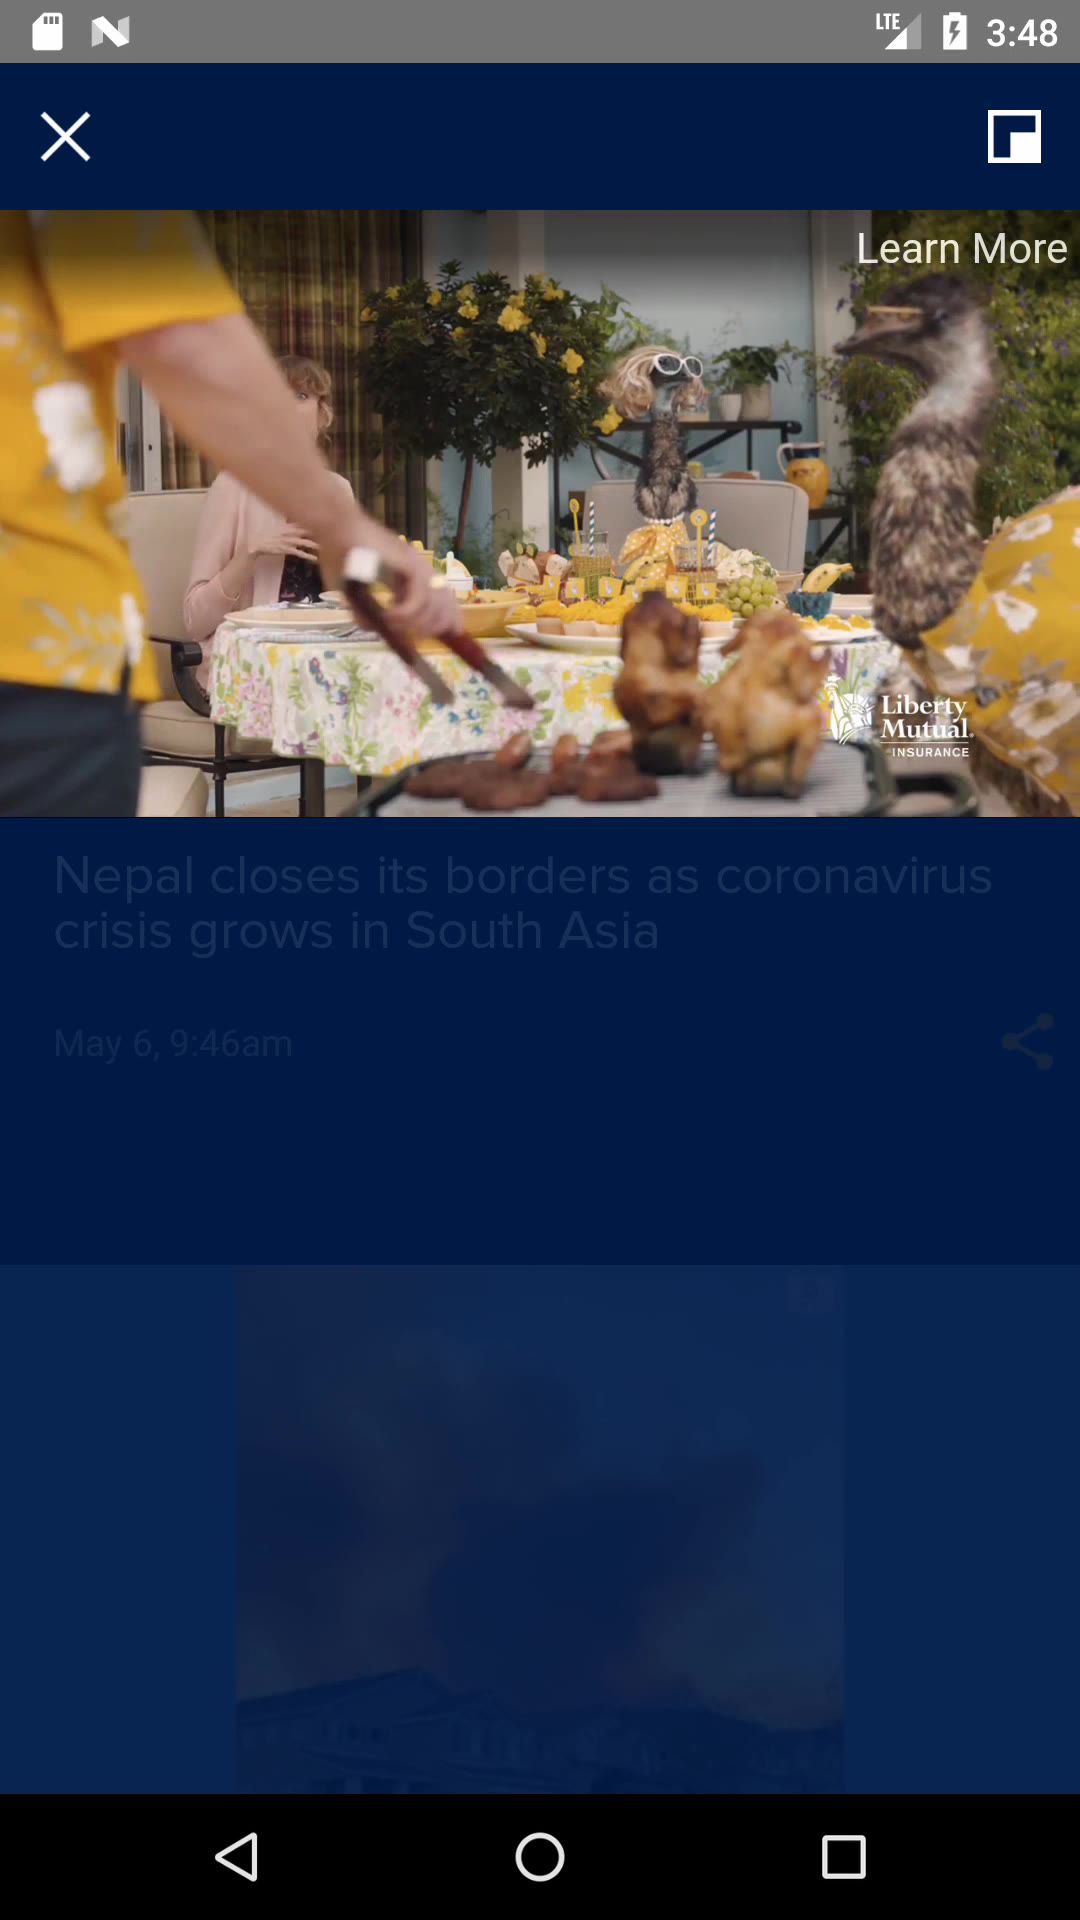 LTE 3:48
Learn More
Liberty
Mutual.
INSURANCE
Nepal closes its borders as coronavirus
crisis grows in South Asia
May 6, 9:46am